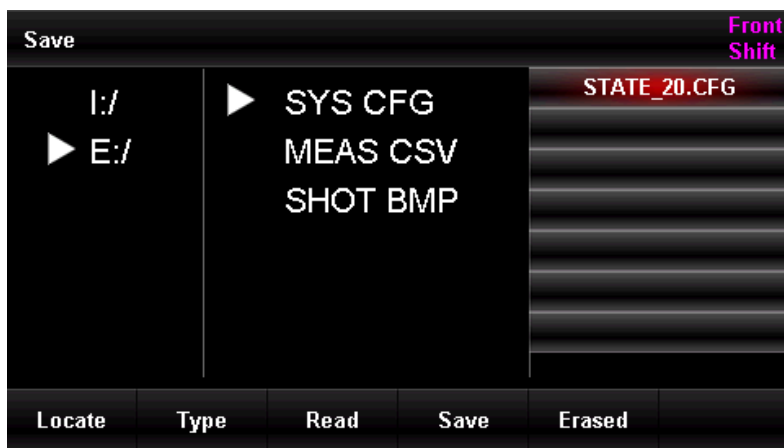 Save
Front
Shift
I:/
E:/
SYS CFG
MEAS CSV
SHOT BMP
STATE_20.CFG
Locate Type Read Save Erased